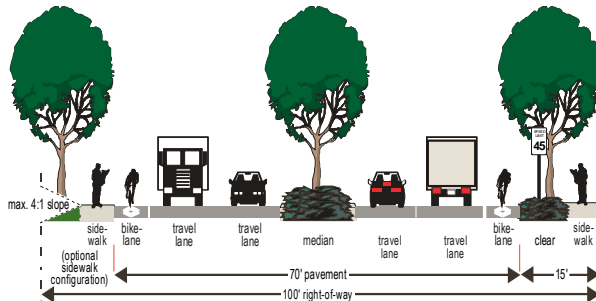 SPEED
LIMIT
45
max. 4:1 slope
side-
walk
(optional
sidewalk
configuration)
bike-
lane
travel
lane
travel
lane
median
travel
lane
travel
lane
bike-
lane
clear
side-
walk
70' pavement
15'
100' right-of-way